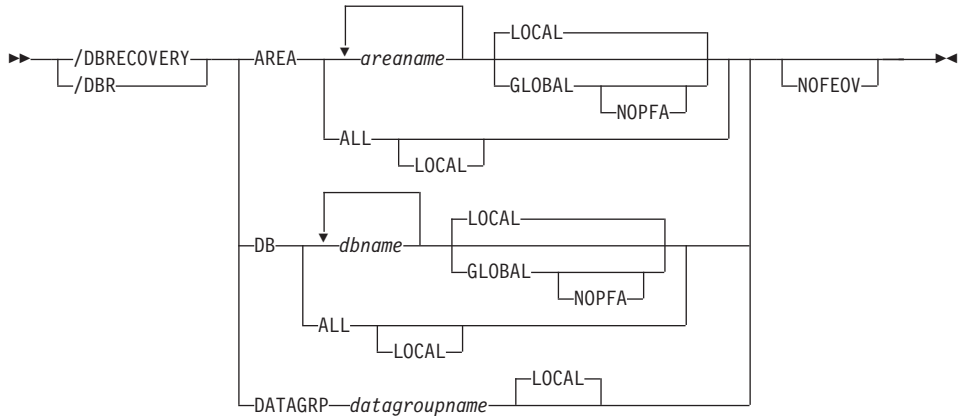 LOCAL
/DBRECOVERY AREA areaname
/DBR GLOBAL NOFEOV
NOPFA
ALL
LOCAL
LOCAL
DB dbname
GLOBAL
NOPFA
ALL
LOCAL
LOCAL
DATAGRP datagroupname